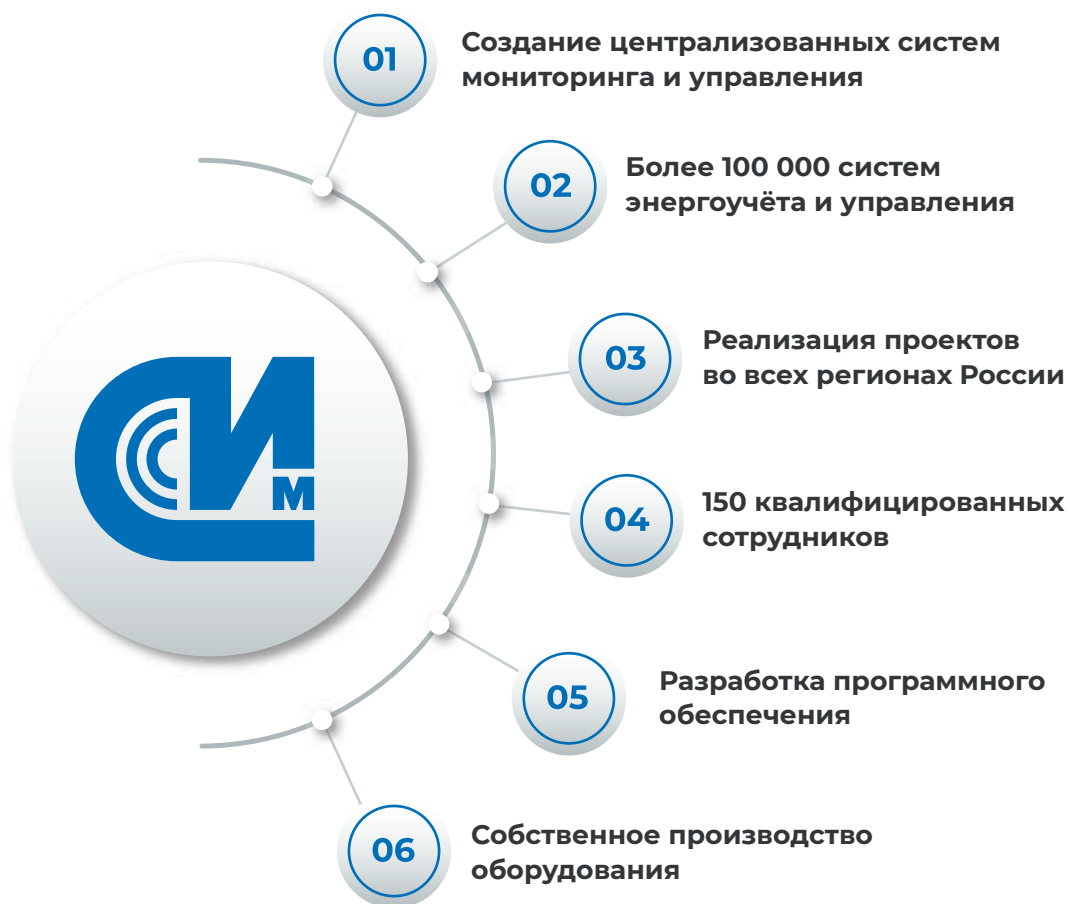 01
Создание централизованных систем
мониторинга и управления
02
Более 100 000 систем
энергоучёта и управления
03
Реализация проектов
во всех регионах России
ССИ
м
04
150 квалифицированных
сотрудников
05
Разработка программного
обеспечения
06
Собственное производство
оборудования